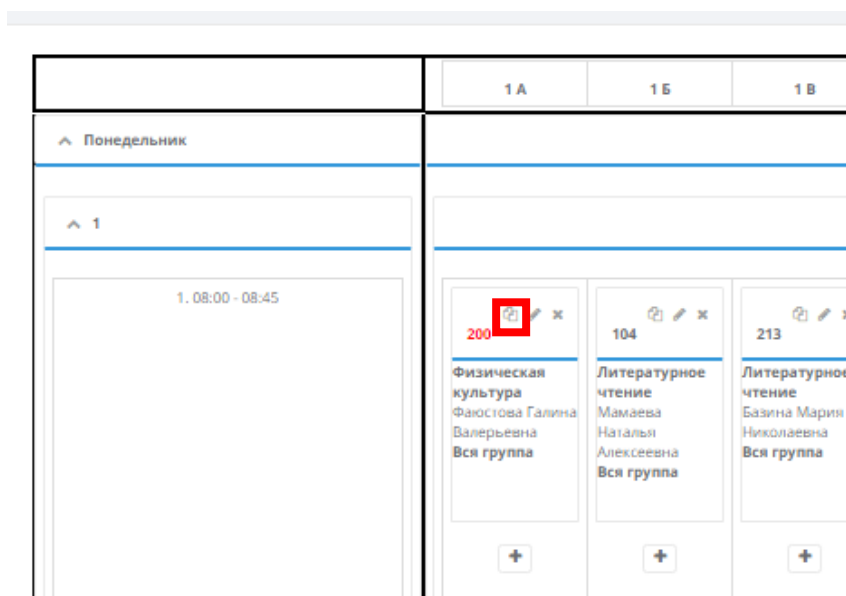 1 А 1 Б 1 В
Понедельник
1
1. 08:00 - 08:45
200 104 213
Физическая Литературное Литературное
культура чтение чтение
Фаюстова Галина Мамаева Базина Мария
Валерьевна Наталья Николаевна
Вся группа Алексеевна Вся группа
Вся группа